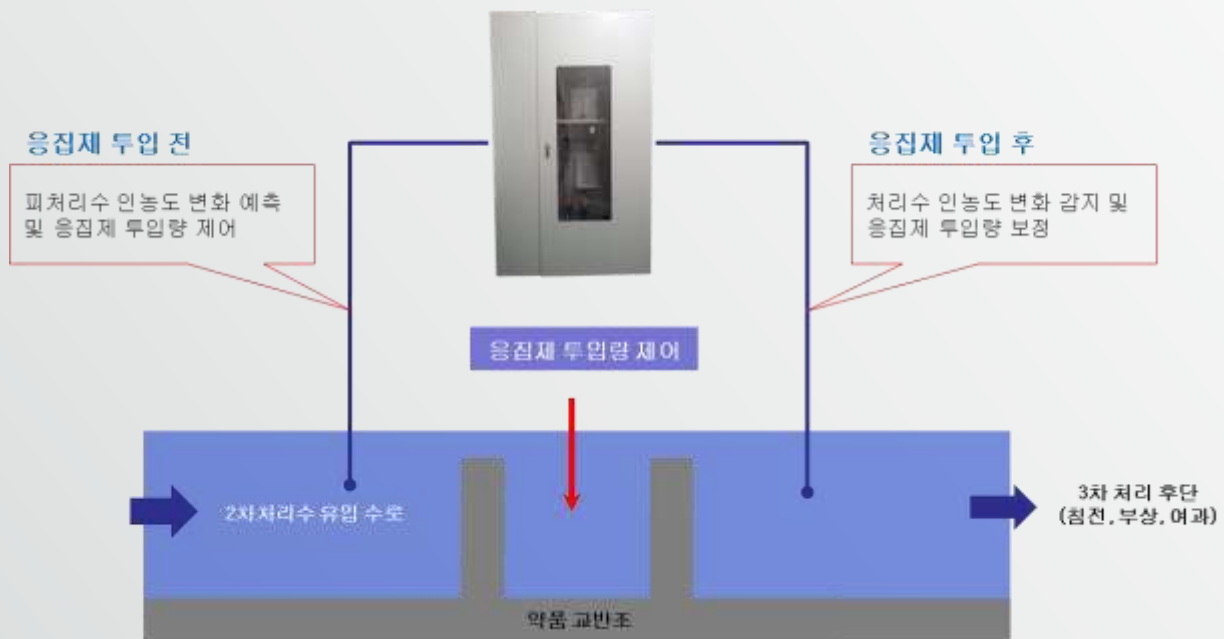 응집제 투입 전
피처리수 인농도 변화 예측
및 응집제 투입량 제어
응집제 투입 후
처리수 인농도 변화 감지 및
응집제 투입량 보정
응집제 투입량 제어
2차처리수 유입 수로
3차 처리 후단
(침전, 부상, 여과)
약품 교반조